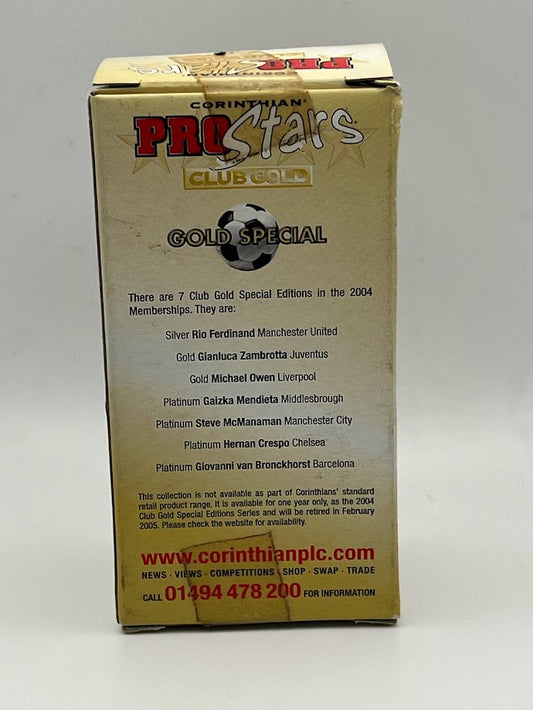 PRO Stars
CORINTHIAN
CORINTHIAN®
PRO Stars®
CLUB GOLD
GOLD SPECIAL
There are 7 Club Gold Special Editions in the 2004
Memberships. They are:
Silver Rio Ferdinand Manchester United
Gold Gianluca Zambrotta Juventus
Gold Michael Owen Liverpool
Platinum Gaizka Mendieta Middlesbrough
Platinum Steve McManaman Manchester City
Platinum Hernan Crespo Chelsea
Platinum Giovanni van Bronckhorst Barcelona
This collection is not available as part of Corinthians' standard
retail product range. It is available for one year only, as the 2004
Club Gold Special Editions Series and will be retired in February
2005. Please check the website for availability.
www.corinthianplc.com
NEWS - VIEWS - COMPETITIONS - SHOP - SWAP - TRADE
CALL 01494 478 200 FOR INFORMATION